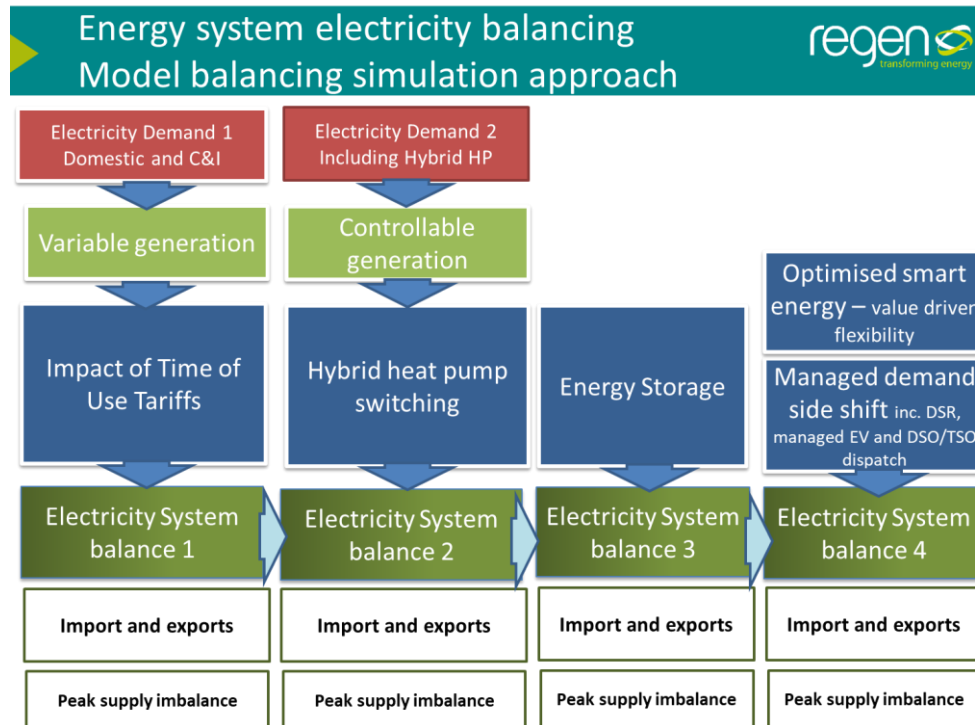 Energy system electricity balancing
Model balancing simulation approach
regen
transforming energy
Electricity Demand 1
Domestic and C&I
Electricity Demand 2
Including Hybrid HP
Variable generation
Controllable
generation
Optimised smart
energy – value driven
flexibility
Impact of Time of
Use Tariffs
Hybrid heat pump
switching
Energy Storage
Managed demand
side shift inc. DSR,
managed EV and DSO/TSO
dispatch
Electricity System
balance 1
Electricity System
balance 2
Electricity System
balance 3
Electricity System
balance 4
Import and exports
Import and exports
Import and exports
Import and exports
Peak supply imbalance
Peak supply imbalance
Peak supply imbalance
Peak supply imbalance